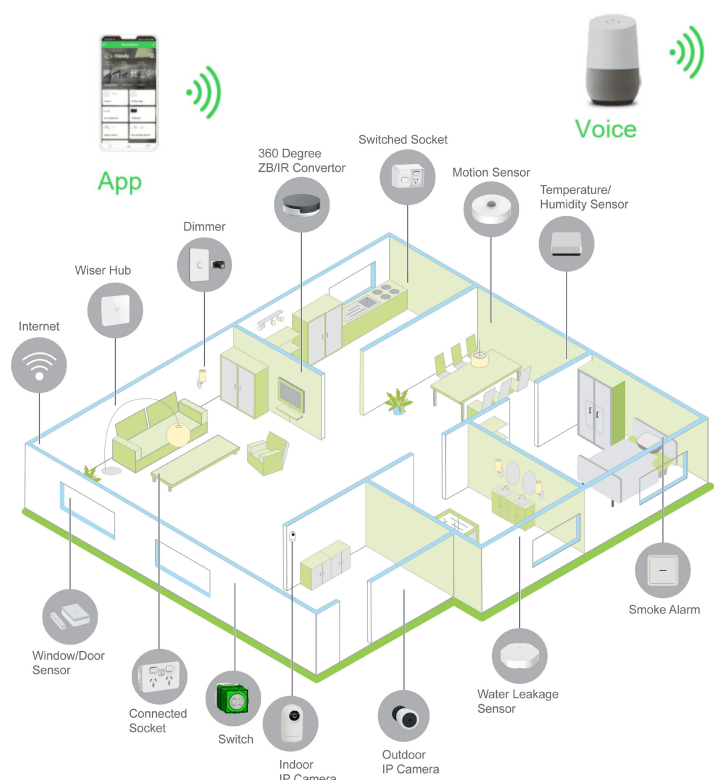 App
Voice
Switched Socket
360 Degree
ZB/IR Convertor
Motion Sensor
Temperature/
Humidity Sensor
Dimmer
Wiser Hub
Internet
Smoke Alarm
Window/Door
Sensor
Water Leakage
Sensor
Connected
Socket
Switch
Outdoor
IP Camera
Indoor
IP Camera